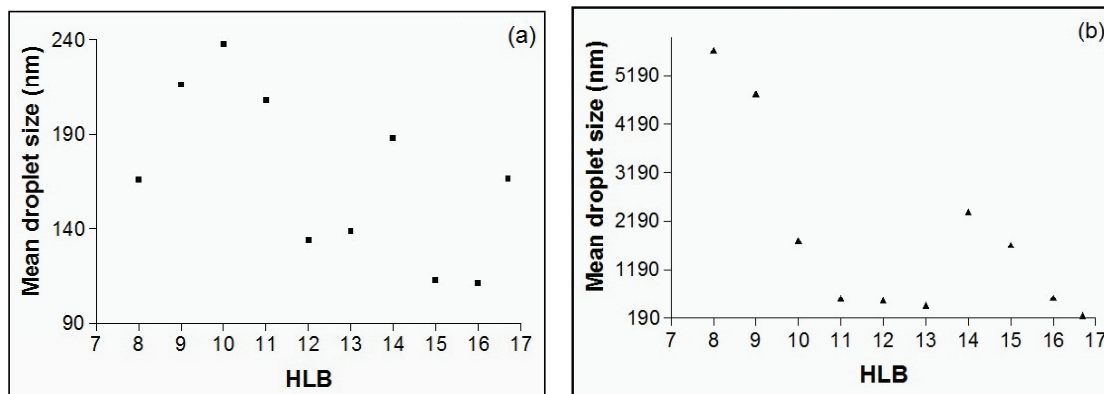 (a)
Mean droplet size (nm)
240
190
140
90
7 8 9 10 11 12 13 14 15 16 17
HLB
(b)
Mean droplet size (nm)
5190
4190
3190
2190
1190
190
7 8 9 10 11 12 13 14 15 16 17
HLB